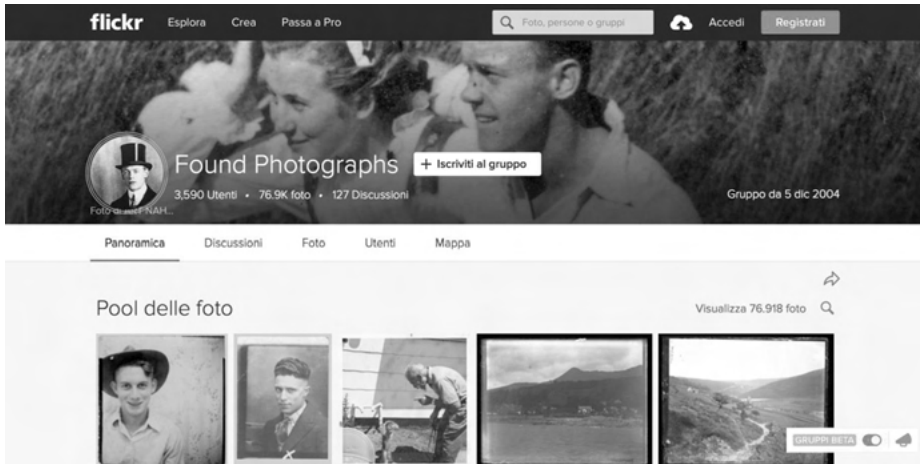 flickr Esplora Crea Passa a Pro Foto, persone o gruppi Accedi Registrati
Found Photographs + Iscriviti al gruppo
3,590 Utenti • 76.9K foto • 127 Discussioni Gruppo da 5 dic 2004
Foto di
Panoramica Discussioni Foto Utenti Mappa
Pool delle foto Visualizza 76.918 foto
GRUPPI BETA